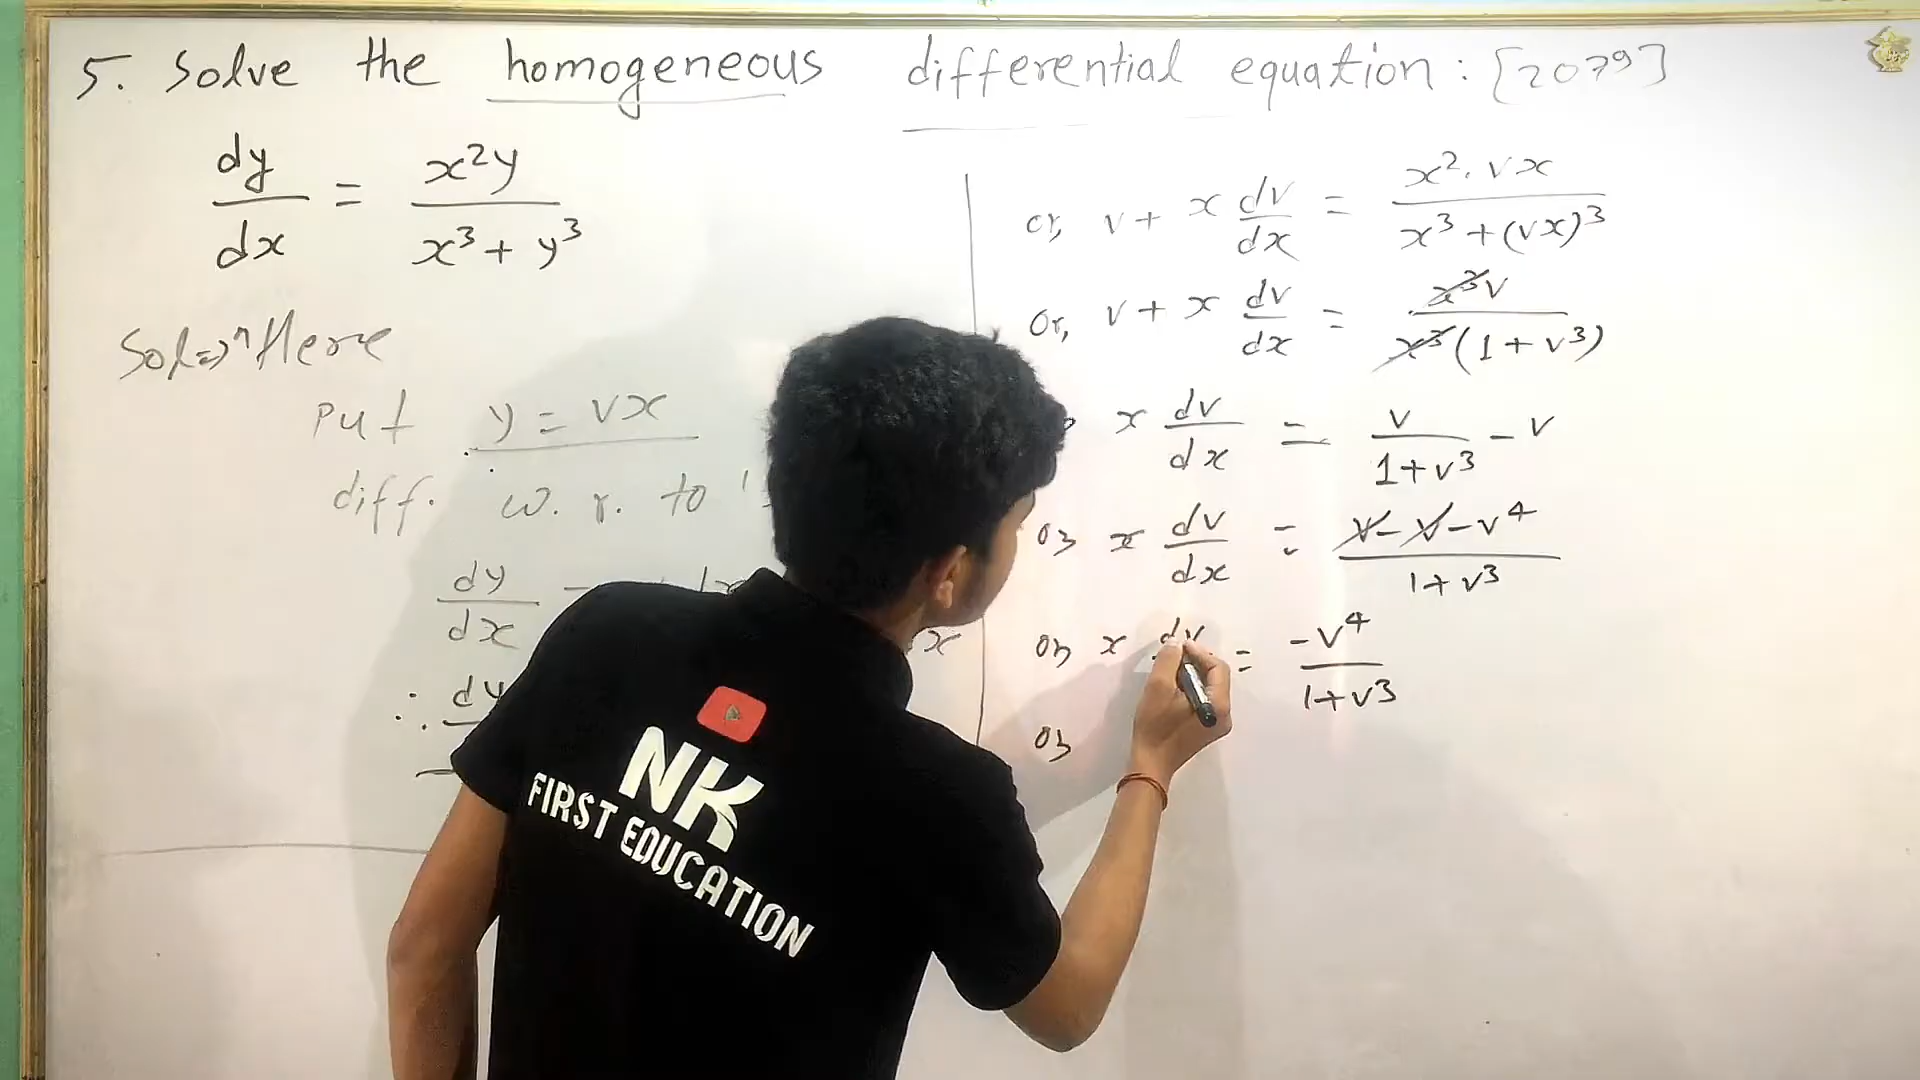 5. Solve the homogeneous differential equation: [2079]
dy/dx = x²y / x³ + y³
Solⁿ Here
Put y = vx
diff. w. r. to
dy/dx
∴ dy
or, v + x dv/dx = x². vx / x³ + (vx)³
or, v + x dv/dx = x³v / x³(1 + v³)
x dv/dx = v / 1+v³ - v
or x dv/dx = v - v - v⁴ / 1+v³
or x dv = -v⁴ / 1+v³
or
NK
FIRST EDUCATION